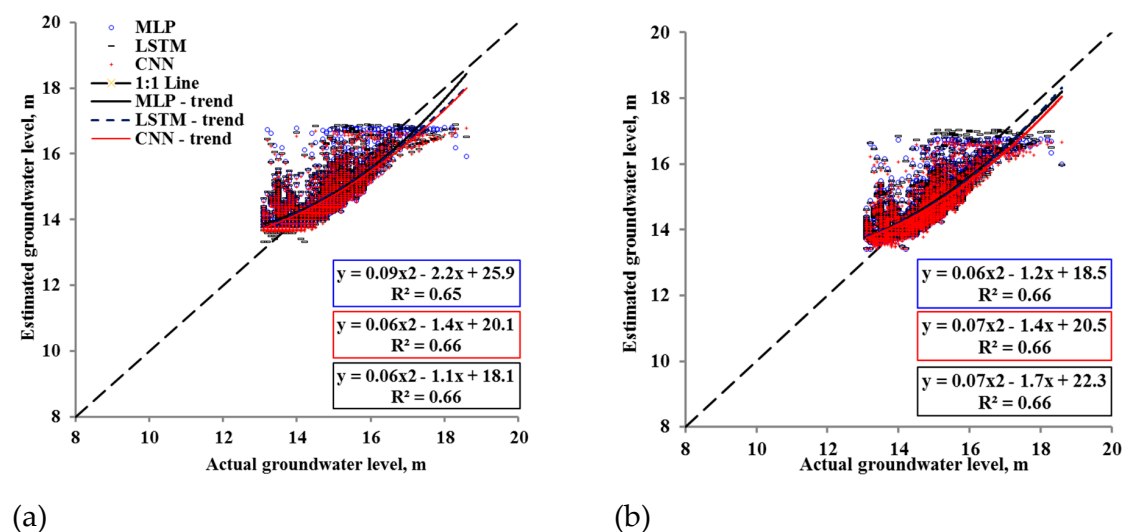 20
18
16
14
12
10
8
Estimated groundwater level, m
MLP
LSTM
CNN
1:1 Line
MLP - trend
LSTM - trend
CNN - trend
y = 0.09x2 - 2.2x + 25.9
R² = 0.65
y = 0.06x2 - 1.4x + 20.1
R² = 0.66
y = 0.06x2 - 1.1x + 18.1
R² = 0.66
8 10 12 14 16 18 20
Actual groundwater level, m
(a)
20
18
16
14
12
10
8
Estimated groundwater level, m
y = 0.06x2 - 1.2x + 18.5
R² = 0.66
y = 0.07x2 - 1.4x + 20.5
R² = 0.66
y = 0.07x2 - 1.7x + 22.3
R² = 0.66
8 10 12 14 16 18 20
Actual groundwater level, m
(b)